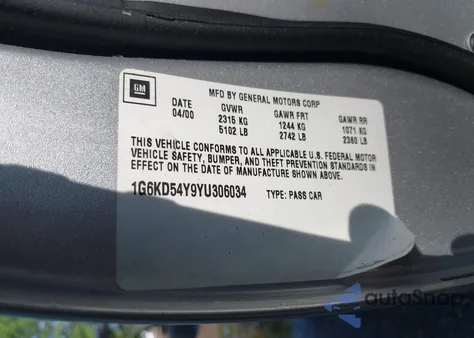 GM
MFD BY GENERAL MOTORS CORP
DATE GVWR GAWR FRT GAWR RR
04/00 2315 KG 1244 KG 1071 KG
5102 LB 2742 LB 2360 LB
THIS VEHICLE CONFORMS TO ALL APPLICABLE U.S. FEDERAL MOTOR
VEHICLE SAFETY, BUMPER, AND THEFT PREVENTION STANDARDS IN
EFFECT ON THE DATE OF MANUFACTURE SHOWN ABOVE.
1G6KD54Y9YU306034 TYPE: PASS CAR
autoSnap